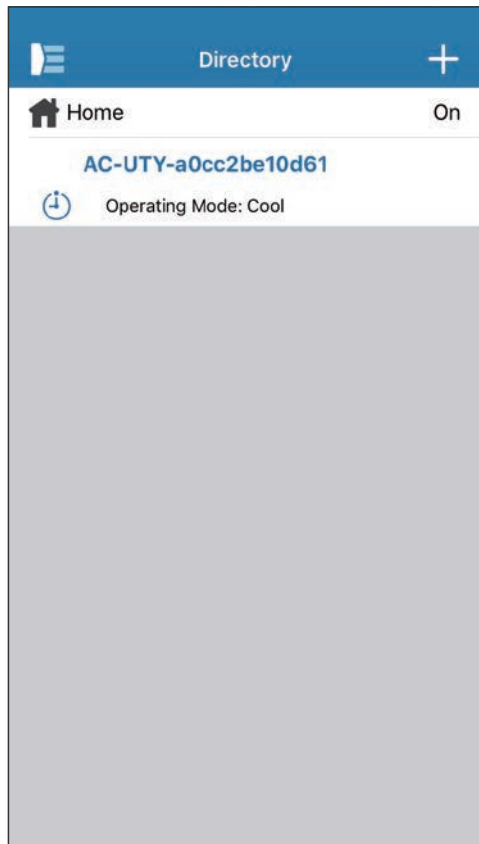 Directory
Home On
AC-UTY-a0cc2be10d61
Operating Mode: Cool